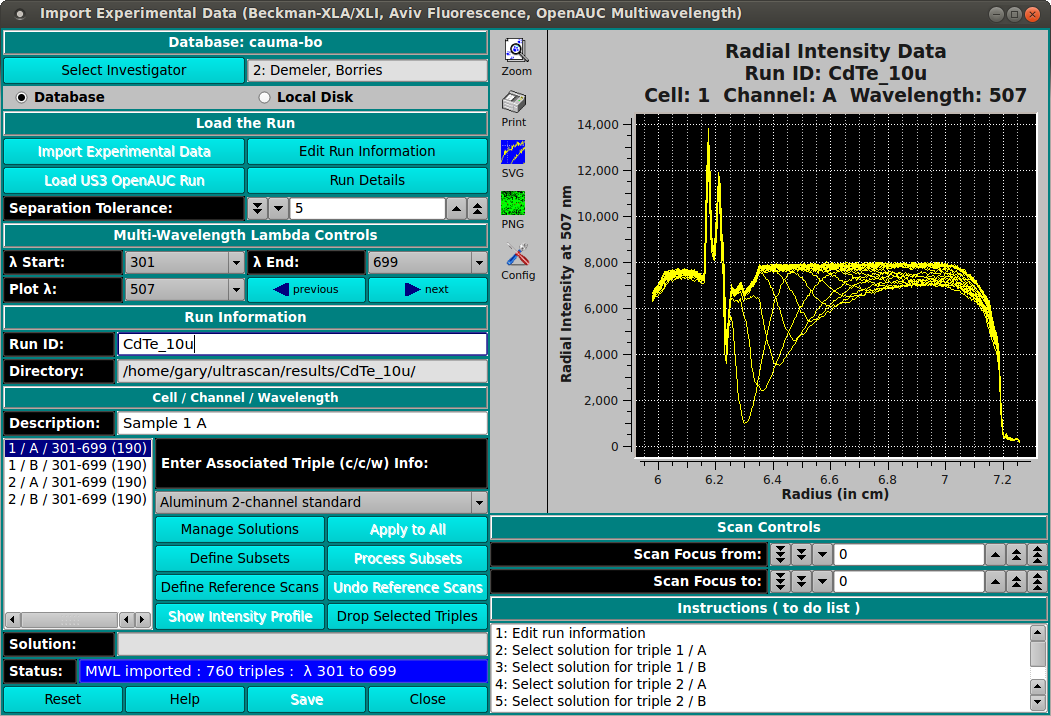 Import Experimental Data (Beckman-XLA/XLI, Aviv Fluorescence, OpenAUC Multiwavelength)
Database: cauma-bo
Select Investigator
2: Demeler, Borries
Database
Local Disk
Load the Run
Import Experimental Data
Edit Run Information
Load US3 OpenAUC Run
Run Details
Separation Tolerance:
5
Multi-Wavelength Lambda Controls
λ Start:
301
λ End:
699
Plot λ:
507
previous
next
Run Information
Run ID:
CdTe_10u
Directory:
/home/gary/ultrascan/results/CdTe_10u/
Cell / Channel / Wavelength
Description:
Sample 1 A
1 / A / 301-699 (190)
1 / B / 301-699 (190)
2 / A / 301-699 (190)
2 / B / 301-699 (190)
Enter Associated Triple (c/c/w) Info:
Aluminum 2-channel standard
Manage Solutions
Apply to All
Define Subsets
Process Subsets
Define Reference Scans
Undo Reference Scans
Show Intensity Profile
Drop Selected Triples
Solution:
Status:
MWL imported : 760 triples : λ 301 to 699
Reset
Help
Save
Close
Zoom
Print
SVG
PNG
Config
Radial Intensity Data
Run ID: CdTe_10u
Cell: 1 Channel: A Wavelength: 507
Radial Intensity at 507 nm
14,000
12,000
10,000
8,000
6,000
4,000
2,000
0
6
6.2
6.4
6.6
6.8
7
7.2
Radius (in cm)
Scan Controls
Scan Focus from:
0
Scan Focus to:
0
Instructions ( to do list )
1: Edit run information
2: Select solution for triple 1 / A
3: Select solution for triple 1 / B
4: Select solution for triple 2 / A
5: Select solution for triple 2 / B